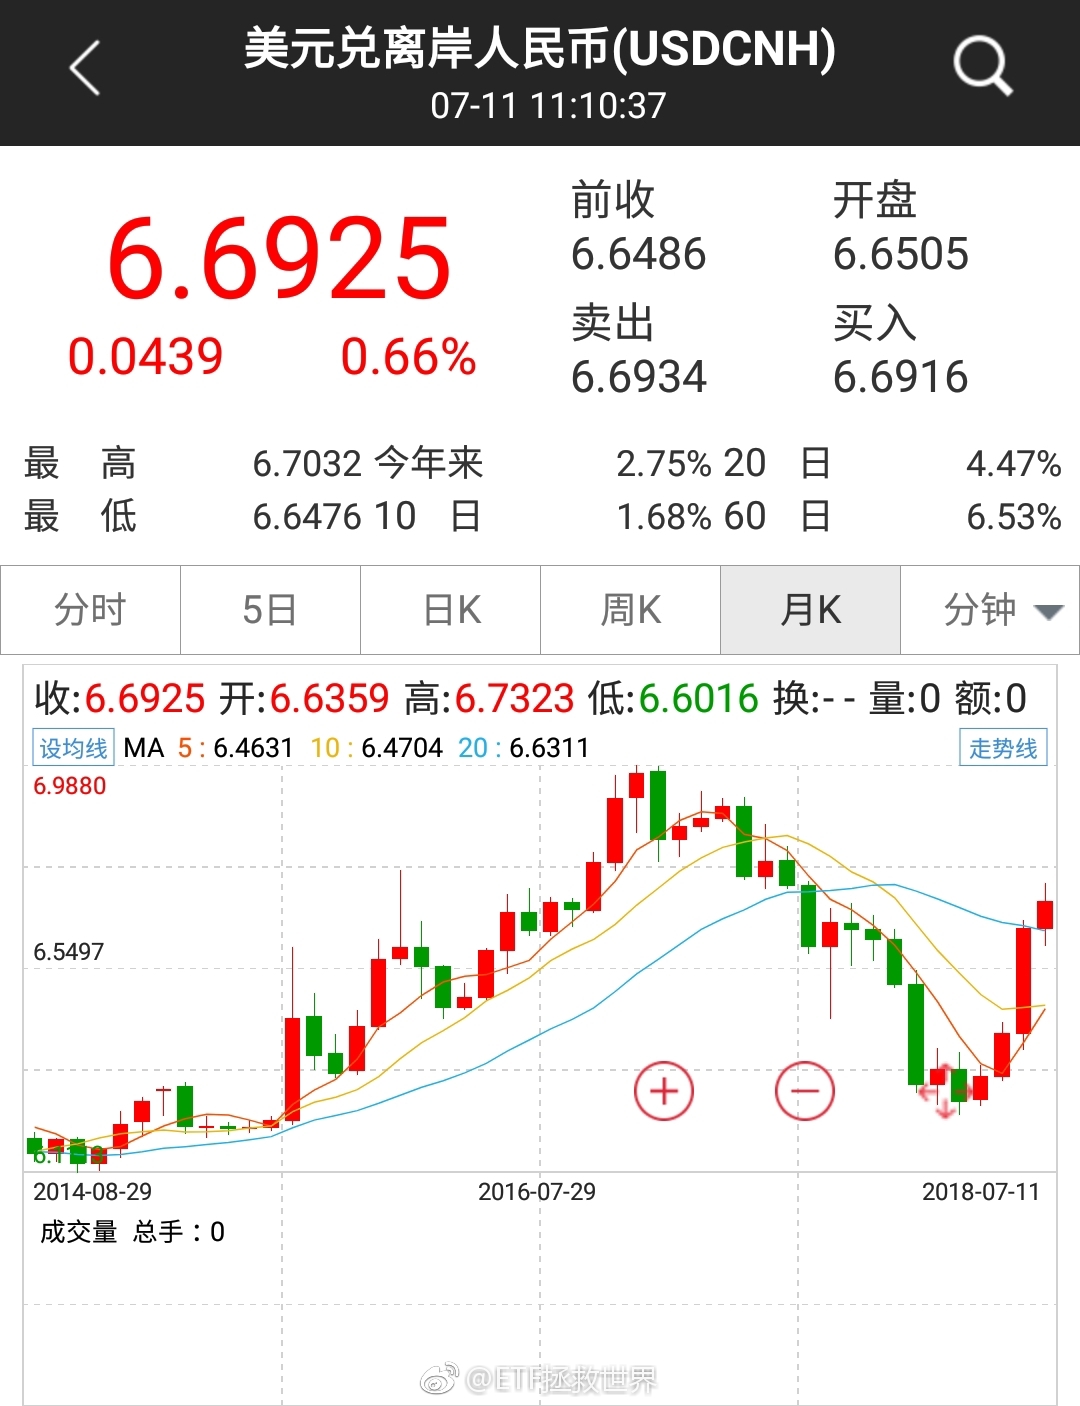 美元兑离岸人民币(USDCNH)
07-11 11:10:37
6.6925
0.0439 0.66%
前收 开盘
6.6486 6.6505
卖出 买入
6.6934 6.6916
最 高 6.7032 今年来 2.75% 20 日 4.47%
最 低 6.6476 10 日 1.68% 60 日 6.53%
分时 5日 日K 周K 月K 分钟
收:6.6925 开:6.6359 高:6.7323 低:6.6016 换:-- 量:0 额:0
设均线 MA 5:6.4631 10:6.4704 20:6.6311 走势线
6.9880
6.5497
2014-08-29 2016-07-29 2018-07-11
成交量 总手:0
@ETF拯救世界